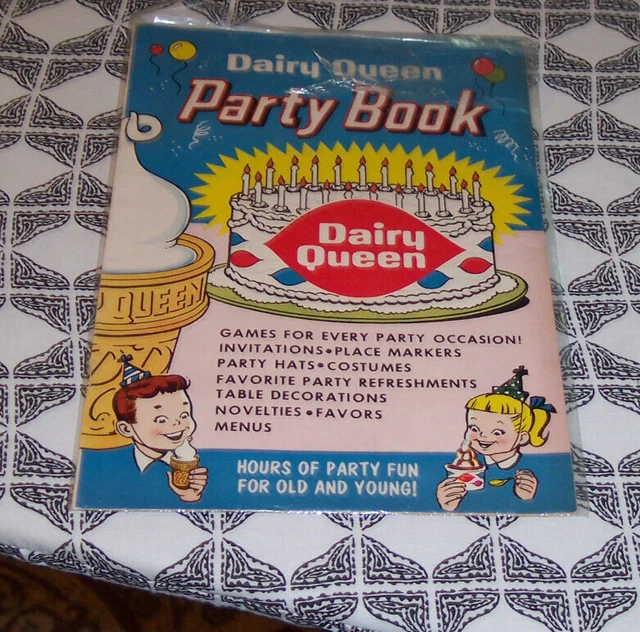 Dairy Queen
Party Book
Dairy
Queen
QUEEN
GAMES FOR EVERY PARTY OCCASION!
INVITATIONS•PLACE MARKERS
PARTY HATS•COSTUMES
FAVORITE PARTY REFRESHMENTS
TABLE DECORATIONS
NOVELTIES•FAVORS
MENUS
HOURS OF PARTY FUN
FOR OLD AND YOUNG!